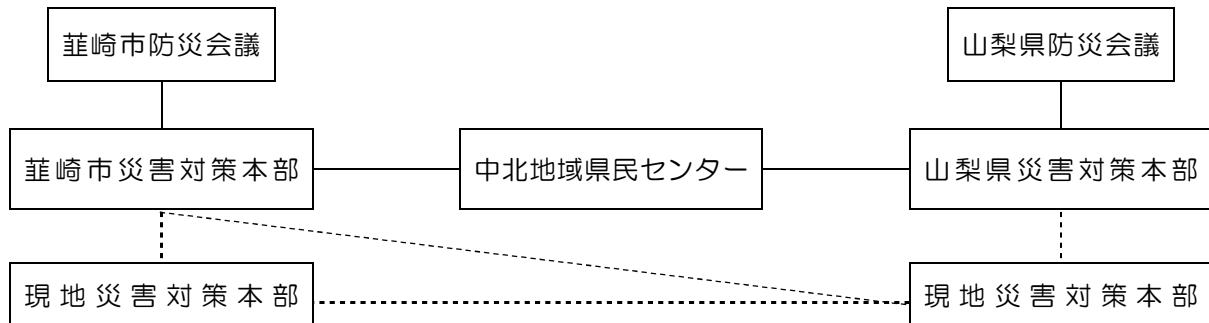 韮崎市防災会議
山梨県防災会議
韮崎市災害対策本部
中北地域県民センター
山梨県災害対策本部
現地災害対策本部
現地災害対策本部